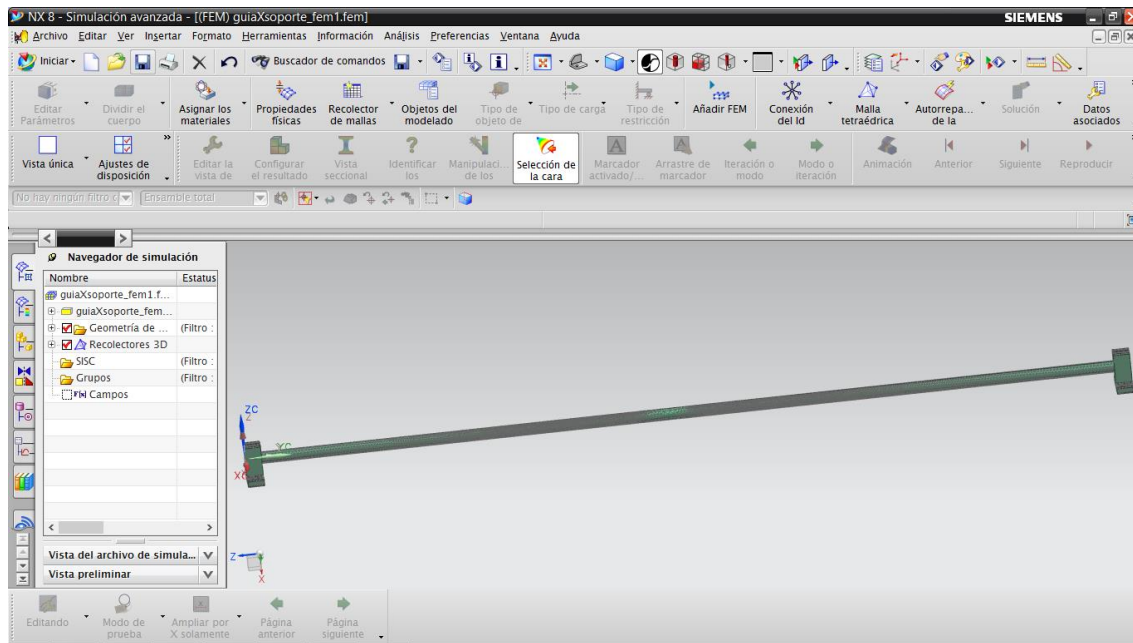 NX 8 - Simulación avanzada - [(FEM) guiaXsoporte_fem1.fem]
SIEMENS
Archivo Editar Ver Insertar Formato Herramientas Información Análisis Preferencias Ventana Ayuda
Iniciar Buscador de comandos
Editar Parámetros
Dividir el cuerpo
Asignar los materiales
Propiedades físicas
Recolector de mallas
Objetos del modelado
Tipo de objeto de
Tipo de carga
Tipo de restricción
Añadir FEM
Conexión del Id
Malla tetraédrica
Autorrepa... de la
Solución
Datos asociados
Vista única
Ajustes de disposición
»
Editar la vista de
Configurar el resultado
Vista seccional
Identificar los
Manipulaci... de los
Selección de la cara
Marcador activado/...
Arrastre de marcador
Iteración o modo
Modo o iteración
Animación
Anterior
Siguiente
Reproducir
No hay ningún filtro c
Ensamble total
Navegador de simulación
Nombre Estatus
guiaXsoporte_fem1.f...
guiaXsoporte_fem...
Geometría de ... (Filtro :
Recolectores 3D
SISC (Filtro :
Grupos (Filtro :
Campos
ZC
YC
XC
Vista del archivo de simula...
Vista preliminar
Z
X
Editando
Modo de prueba
Ampliar por X solamente
Página anterior
Página siguiente